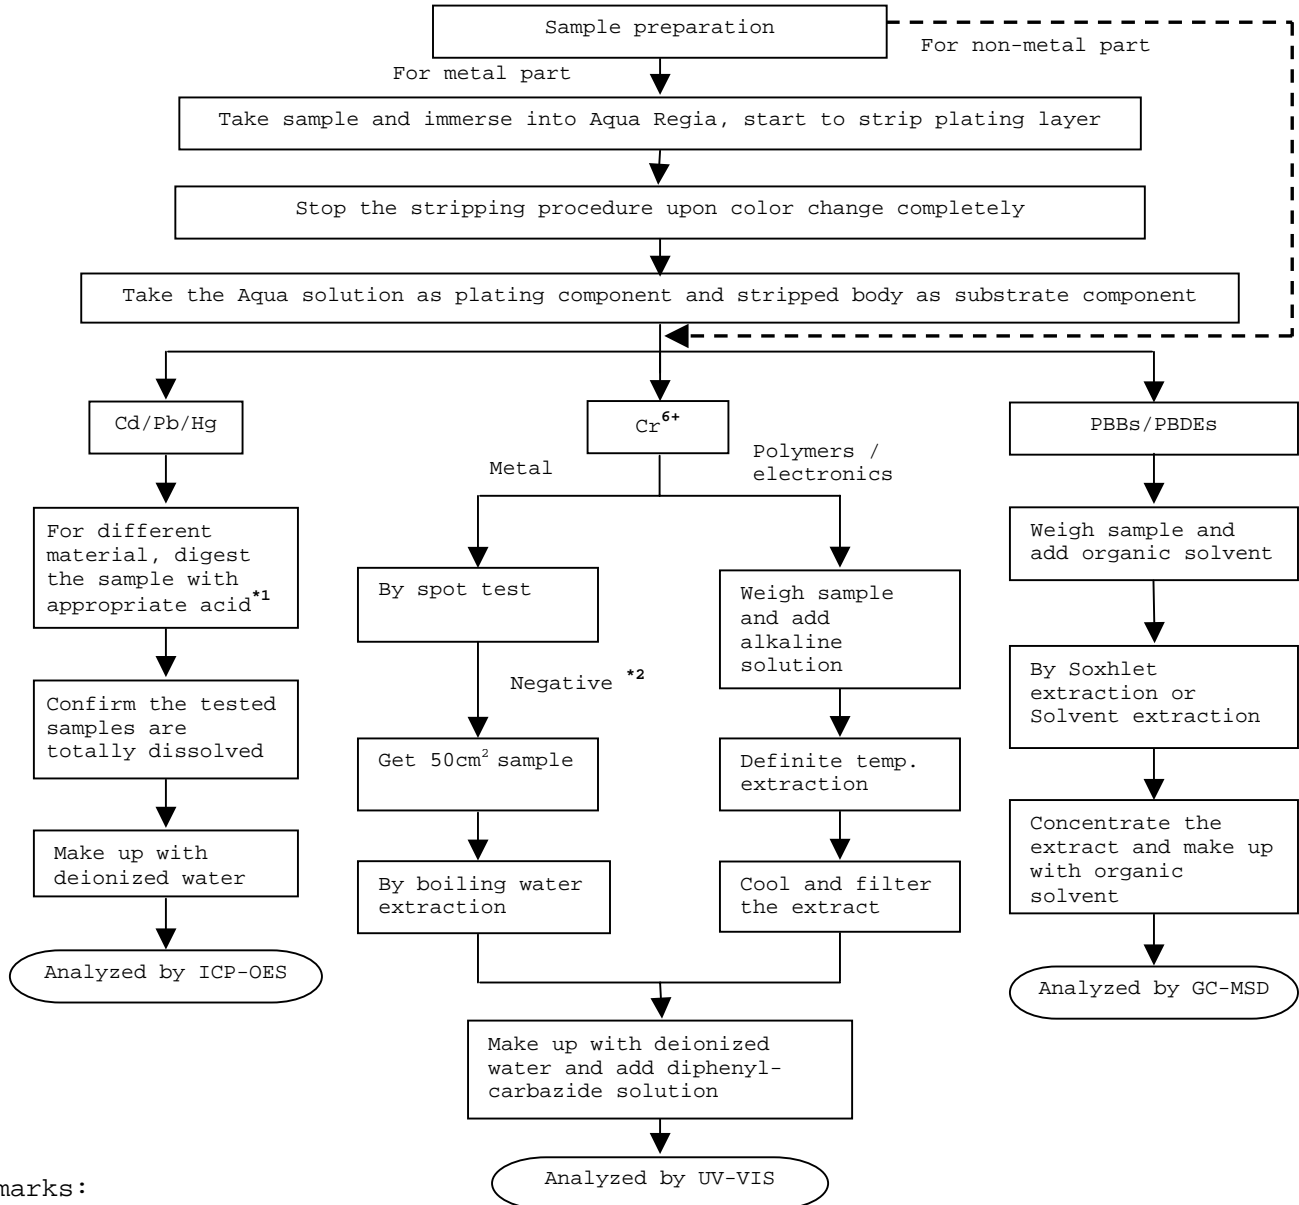 Sample preparation
For non-metal part
For metal part
Take sample and immerse into Aqua Regia, start to strip plating layer
Stop the stripping procedure upon color change completely
Take the Aqua solution as plating component and stripped body as substrate component
Cd/Pb/Hg
For different
material, digest
the sample with
appropriate acid*1
Confirm the tested
samples are
totally dissolved
Make up with
deionized water
Analyzed by ICP-OES
Cr6+
Metal
Polymers /
electronics
By spot test
Negative *2
Get 50cm2 sample
By boiling water
extraction
Weigh sample
and add
alkaline
solution
Definite temp.
extraction
Cool and filter
the extract
Make up with deionized
water and add diphenyl-
carbazide solution
Analyzed by UV-VIS
PBBs/PBDEs
Weigh sample and
add organic solvent
By Soxhlet
extraction or
Solvent extraction
Concentrate the
extract and make up
with organic
solvent
Analyzed by GC-MSD
marks: